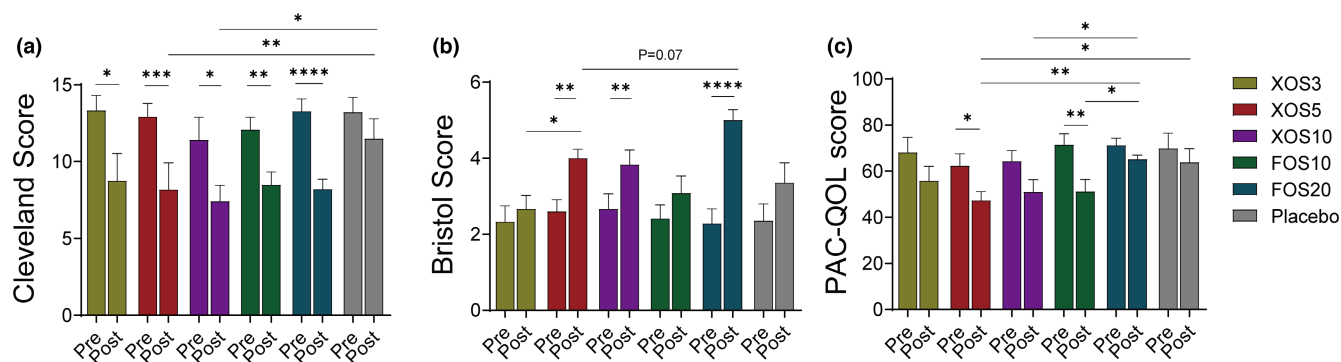 (a)
Cleveland Score
15
10
5
0
*
***
*
**
****
**
*
Pre
Post
Pre
Post
Pre
Post
Pre
Post
Pre
Post
Pre
Post
(b)
Bristol Score
6
4
2
0
*
**
**
****
P=0.07
Pre
Post
Pre
Post
Pre
Post
Pre
Post
Pre
Post
Pre
Post
(c)
PAC-QOL score
100
80
60
40
20
0
*
*
**
*
*
**
Pre
Post
Pre
Post
Pre
Post
Pre
Post
Pre
Post
Pre
Post
XOS3
XOS5
XOS10
FOS10
FOS20
Placebo